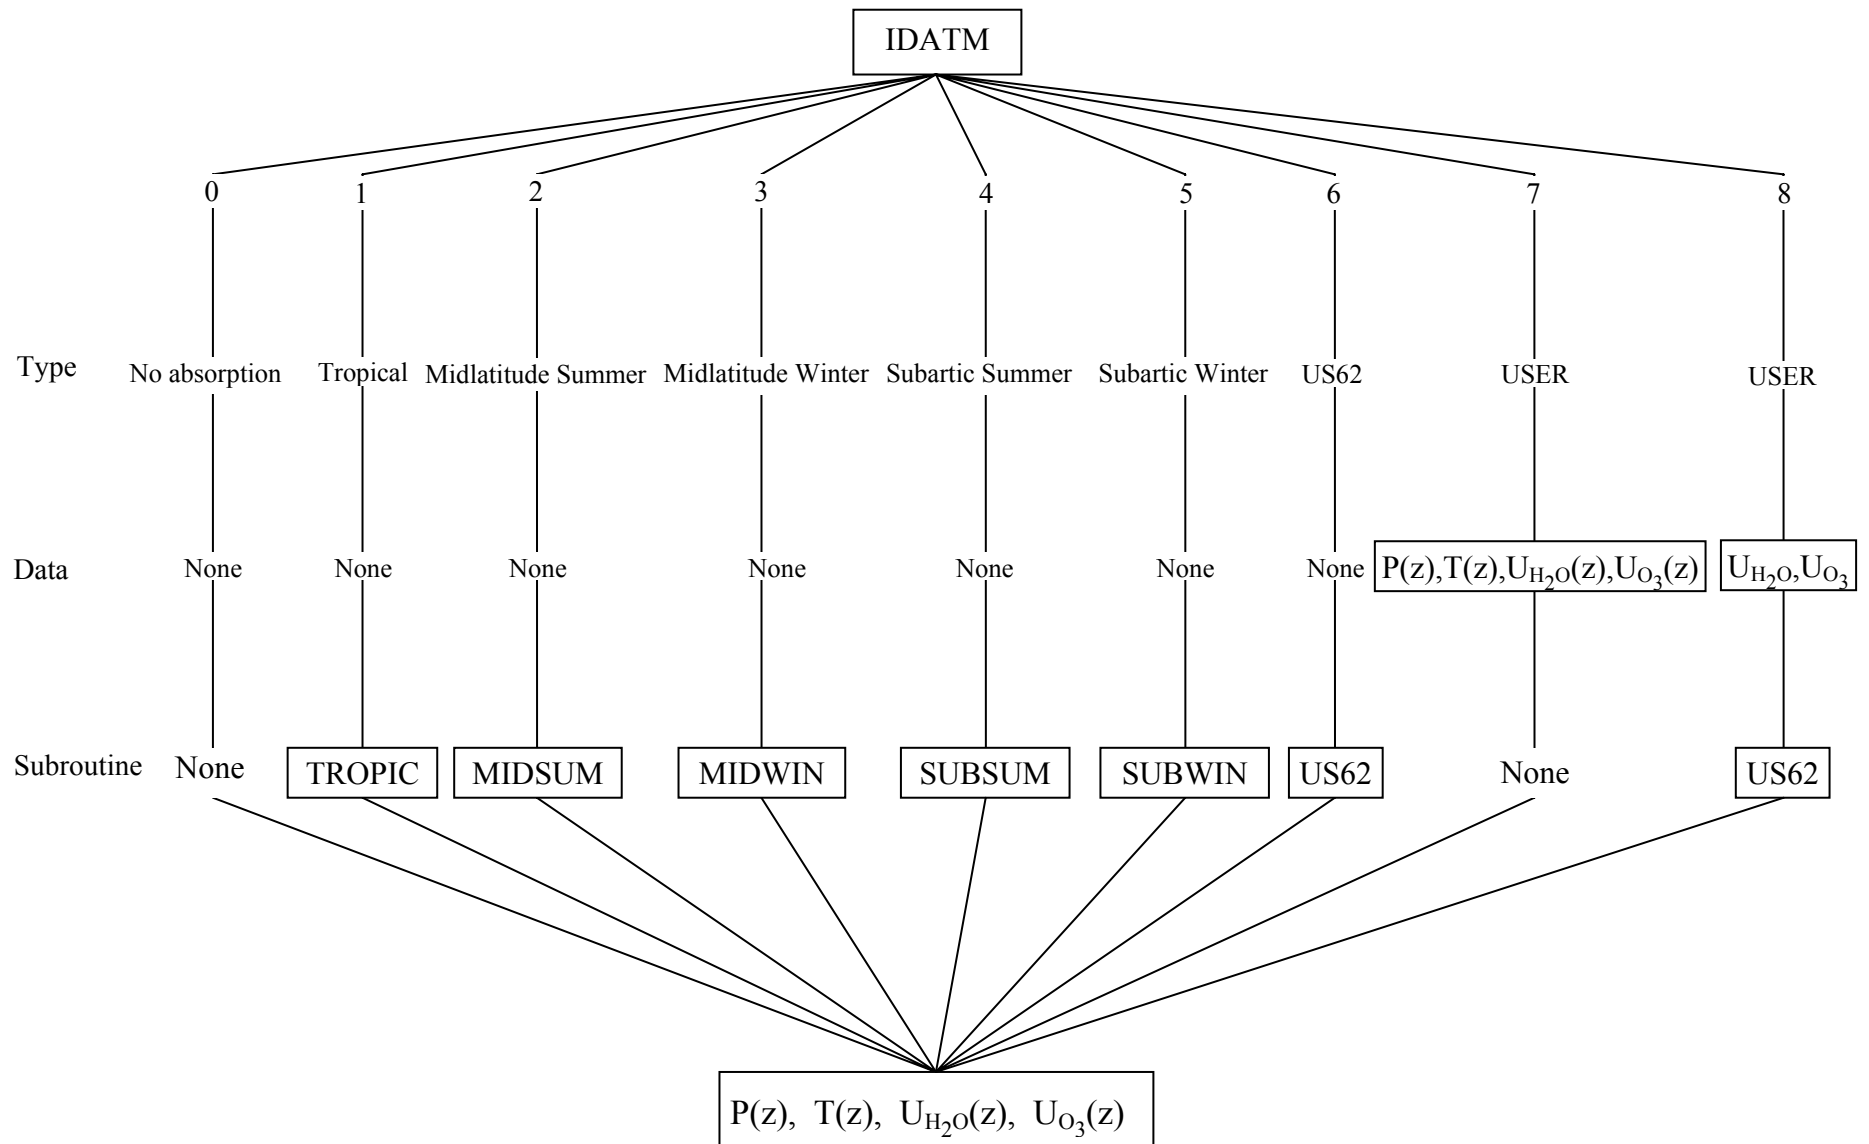 IDATM
0 1 2 3 4 5 6 7 8
Type No absorption Tropical Midlatitude Summer Midlatitude Winter Subartic Summer Subartic Winter US62 USER USER
Data None None None None None None None P(z),T(z),U_H₂O(z),U_O₃(z) U_H₂O,U_O₃
Subroutine None TROPIC MIDSUM MIDWIN SUBSUM SUBWIN US62 None US62
P(z), T(z), U_H₂O(z), U_O₃(z)